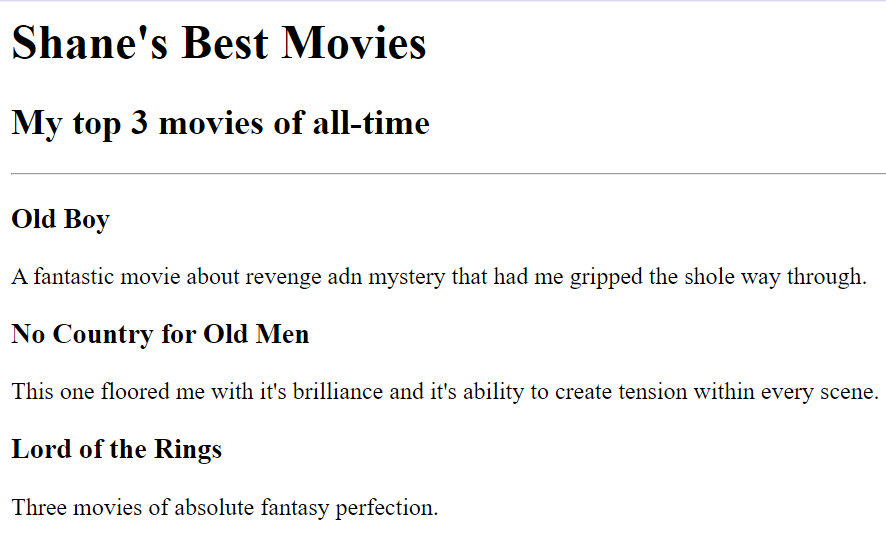 Shane's Best Movies
My top 3 movies of all-time
Old Boy
A fantastic movie about revenge adn mystery that had me gripped the shole way through.
No Country for Old Men
This one floored me with it's brilliance and it's ability to create tension within every scene.
Lord of the Rings
Three movies of absolute fantasy perfection.